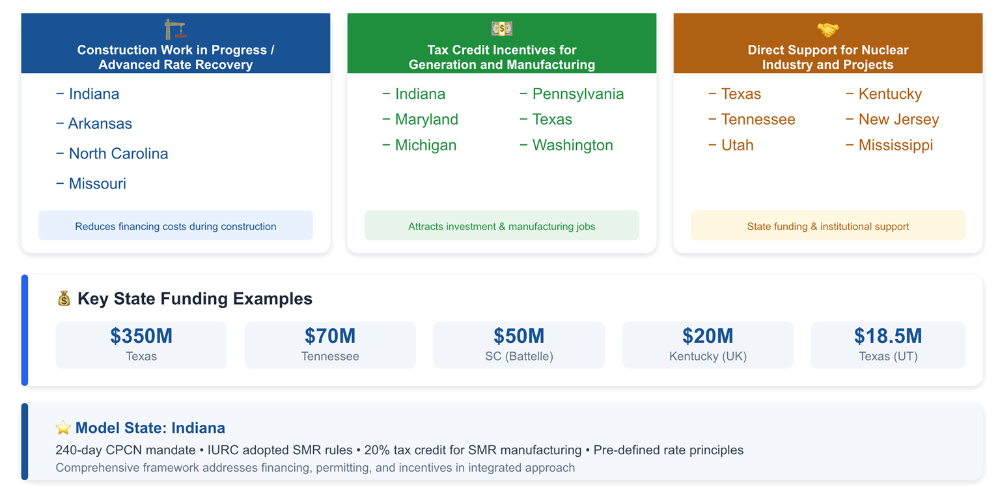 Construction Work in Progress /
Advanced Rate Recovery
– Indiana
– Arkansas
– North Carolina
– Missouri
Reduces financing costs during construction
Tax Credit Incentives for
Generation and Manufacturing
– Indiana
– Maryland
– Michigan
– Pennsylvania
– Texas
– Washington
Attracts investment & manufacturing jobs
Direct Support for Nuclear
Industry and Projects
– Texas
– Tennessee
– Utah
– Kentucky
– New Jersey
– Mississippi
State funding & institutional support
Key State Funding Examples
$350M
Texas
$70M
Tennessee
$50M
SC (Battelle)
$20M
Kentucky (UK)
$18.5M
Texas (UT)
Model State: Indiana
240-day CPCN mandate • IURC adopted SMR rules • 20% tax credit for SMR manufacturing • Pre-defined rate principles
Comprehensive framework addresses financing, permitting, and incentives in integrated approach